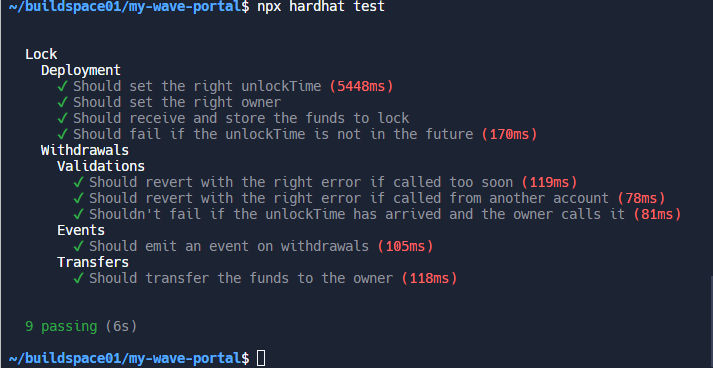 ~/buildspace01/my-wave-portal$ npx hardhat test
Lock
Deployment
✓ Should set the right unlockTime (5448ms)
✓ Should set the right owner
✓ Should receive and store the funds to lock
✓ Should fail if the unlockTime is not in the future (170ms)
Withdrawals
Validations
✓ Should revert with the right error if called too soon (119ms)
✓ Should revert with the right error if called from another account (78ms)
✓ Shouldn't fail if the unlockTime has arrived and the owner calls it (81ms)
Events
✓ Should emit an event on withdrawals (105ms)
Transfers
✓ Should transfer the funds to the owner (118ms)
9 passing (6s)
~/buildspace01/my-wave-portal$